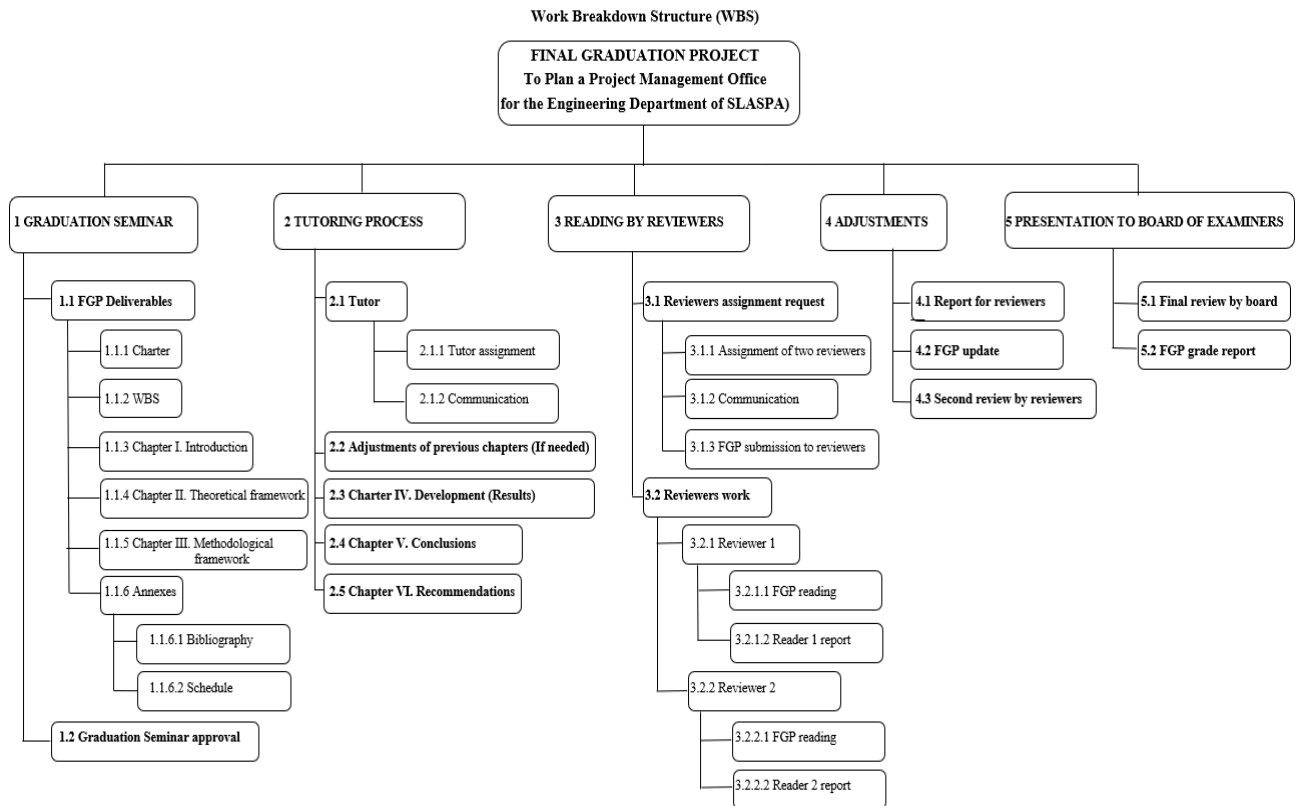 Work Breakdown Structure (WBS)
FINAL GRADUATION PROJECT
To Plan a Project Management Office
for the Engineering Department of SLASPA)
1 GRADUATION SEMINAR
1.1 FGP Deliverables
1.1.1 Charter
1.1.2 WBS
1.1.3 Chapter I. Introduction
1.1.4 Chapter II. Theoretical framework
1.1.5 Chapter III. Methodological
framework
1.1.6 Annexes
1.1.6.1 Bibliography
1.1.6.2 Schedule
1.2 Graduation Seminar approval
2 TUTORING PROCESS
2.1 Tutor
2.1.1 Tutor assignment
2.1.2 Communication
2.2 Adjustments of previous chapters (If needed)
2.3 Charter IV. Development (Results)
2.4 Chapter V. Conclusions
2.5 Chapter VI. Recommendations
3 READING BY REVIEWERS
3.1 Reviewers assignment request
3.1.1 Assignment of two reviewers
3.1.2 Communication
3.1.3 FGP submission to reviewers
3.2 Reviewers work
3.2.1 Reviewer 1
3.2.1.1 FGP reading
3.2.1.2 Reader 1 report
3.2.2 Reviewer 2
3.2.2.1 FGP reading
3.2.2.2 Reader 2 report
4 ADJUSTMENTS
4.1 Report for reviewers
4.2 FGP update
4.3 Second review by reviewers
5 PRESENTATION TO BOARD OF EXAMINERS
5.1 Final review by board
5.2 FGP grade report